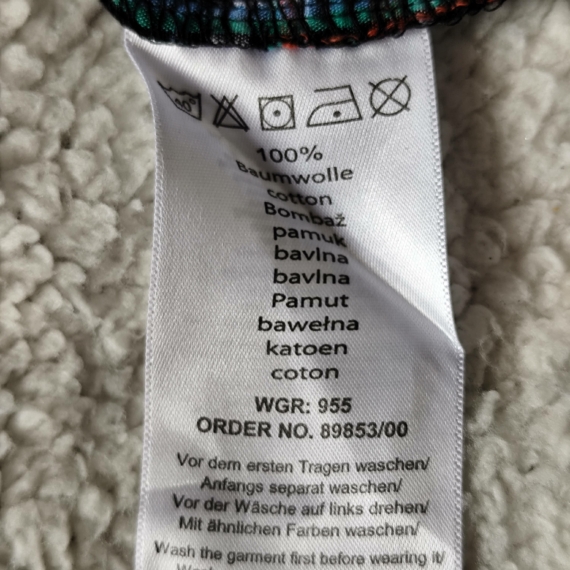 100%
Baumwolle
cotton
Bombaž
pamuk
bavlna
bavlna
Pamut
bawełna
katoen
coton
WGR: 955
ORDER NO. 89853/00
Vor dem ersten Tragen waschen/
Anfangs separat waschen/
Vor der Wäsche auf links drehen/
Mit ähnlichen Farben waschen/
Wash the garment first before wearing it/